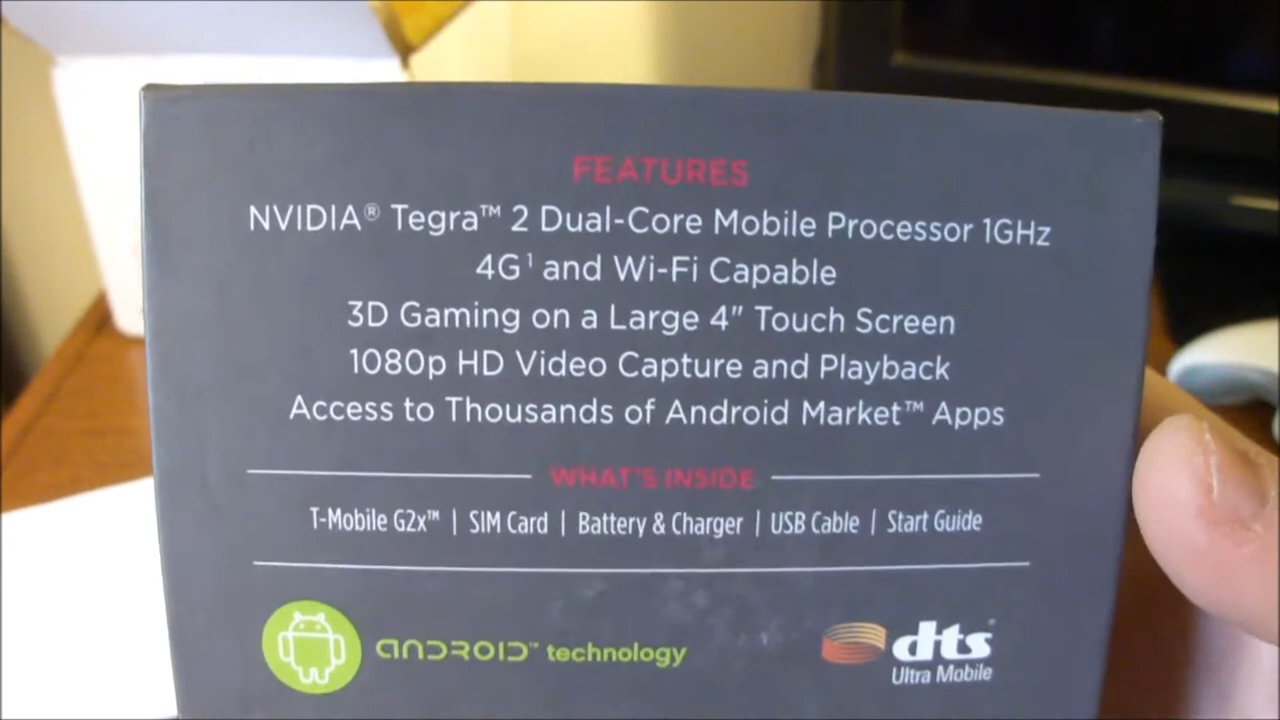 FEATURES
NVIDIA® Tegra™ 2 Dual-Core Mobile Processor 1GHz
4G¹ and Wi-Fi Capable
3D Gaming on a Large 4" Touch Screen
1080p HD Video Capture and Playback
Access to Thousands of Android Market™ Apps
WHAT'S INSIDE
T-Mobile G2x™ | SIM Card | Battery & Charger | USB Cable | Start Guide
ANDROID™ technology
dts
Ultra Mobile